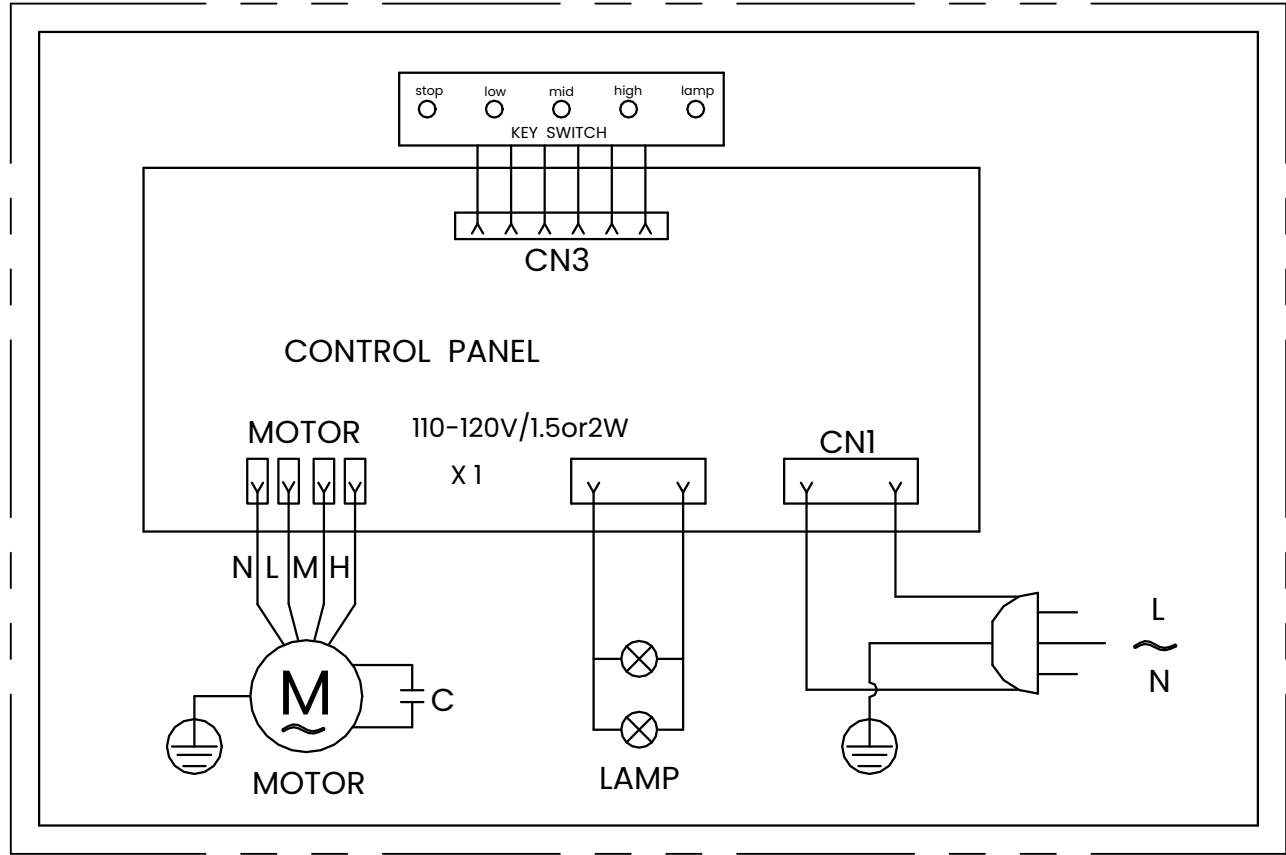 stop low mid high lamp
KEY SWITCH
CN3
CONTROL PANEL
MOTOR 110-120V/1.5or2W CN1
X 1
N L M H
L
N
M
C
MOTOR LAMP